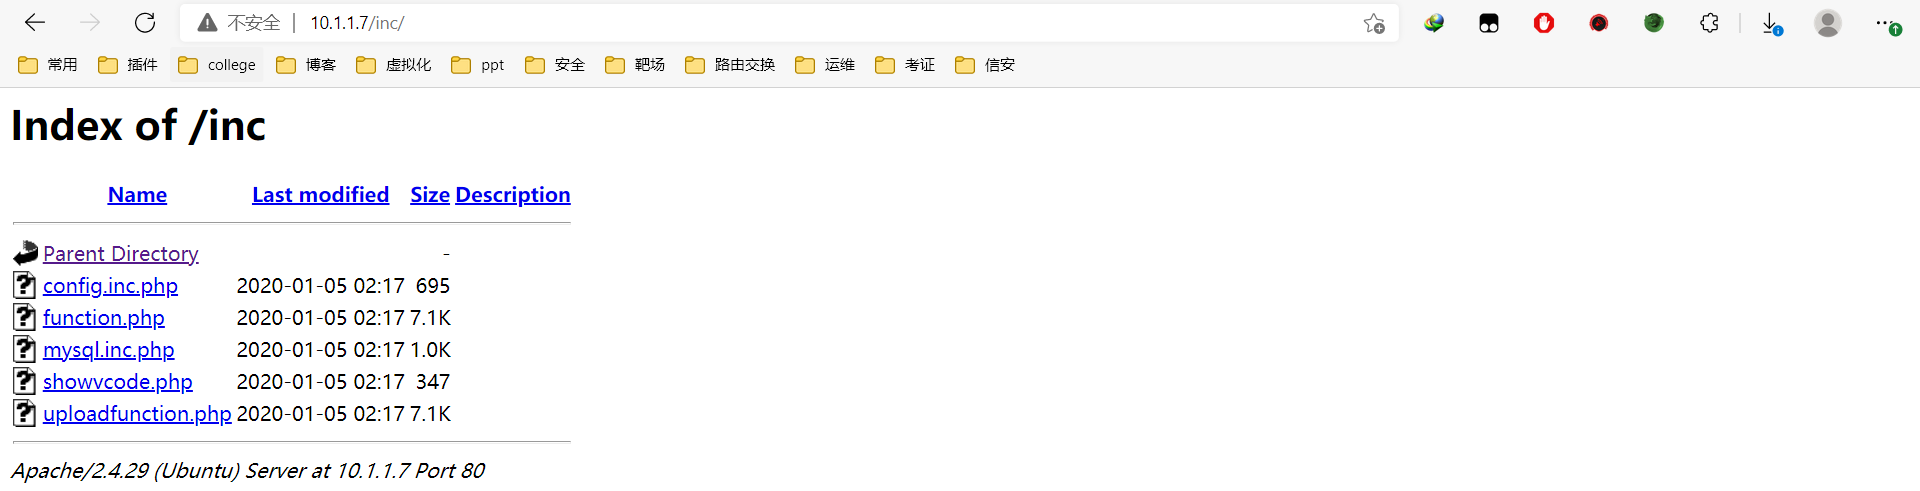 不安全 | 10.1.1.7/inc/
常用 插件 college 博客 虚拟化 ppt 安全 靶场 路由交换 运维 考证 信安
Index of /inc
Name Last modified Size Description
Parent Directory -
config.inc.php 2020-01-05 02:17 695
function.php 2020-01-05 02:17 7.1K
mysql.inc.php 2020-01-05 02:17 1.0K
showvcode.php 2020-01-05 02:17 347
uploadfunction.php 2020-01-05 02:17 7.1K
Apache/2.4.29 (Ubuntu) Server at 10.1.1.7 Port 80